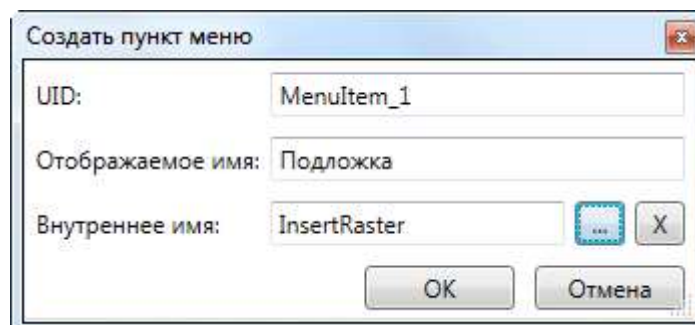 Создать пункт меню
UID: MenuItem_1
Отображаемое имя: Подложка
Внутреннее имя: InsertRaster ... X
OK Отмена